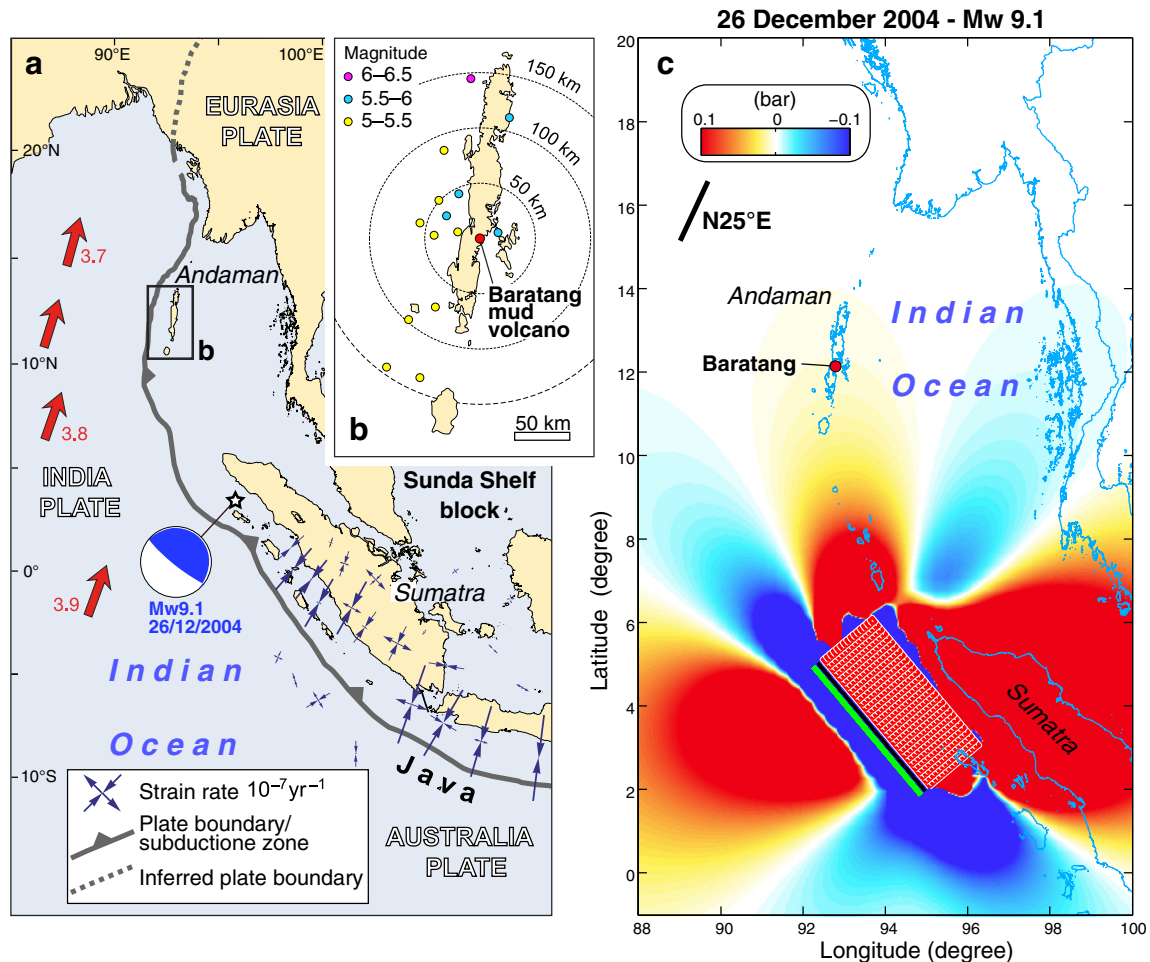 26 December 2004 - Mw 9.1
90°E
100°E
a
EURASIA
PLATE
20°N
3.7
Andaman
b
10°N
3.8
INDIA
PLATE
Sunda Shelf
block
0°
3.9
Mw9.1
26/12/2004
Sumatra
Indian
Ocean
Java
10°S
AUSTRALIA
PLATE
Strain rate 10⁻⁷yr⁻¹
Plate boundary/
subductione zone
Inferred plate boundary
b
Magnitude
6–6.5
5.5–6
5–5.5
150 km
100 km
50 km
Baratang
mud
volcano
b
50 km
c
(bar)
0.1
0
−0.1
N25°E
Andaman
Indian
Ocean
Baratang
Sumatra
Latitude (degree)
20
18
16
14
12
10
8
6
4
2
0
88
90
92
94
96
98
100
Longitude (degree)